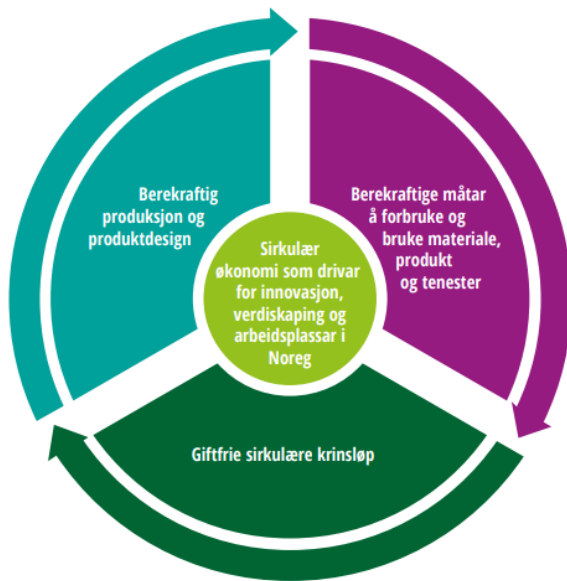 Berekraftig
produksjon og
produktdesign
Berekraftige måtar
å forbruke og
bruke materiale,
produkt
og tenester
Sirkulær
økonomi som drivar
for innovasjon,
verdiskaping og
arbeidsplassar i
Noreg
Giftfrie sirkulære krinsløp